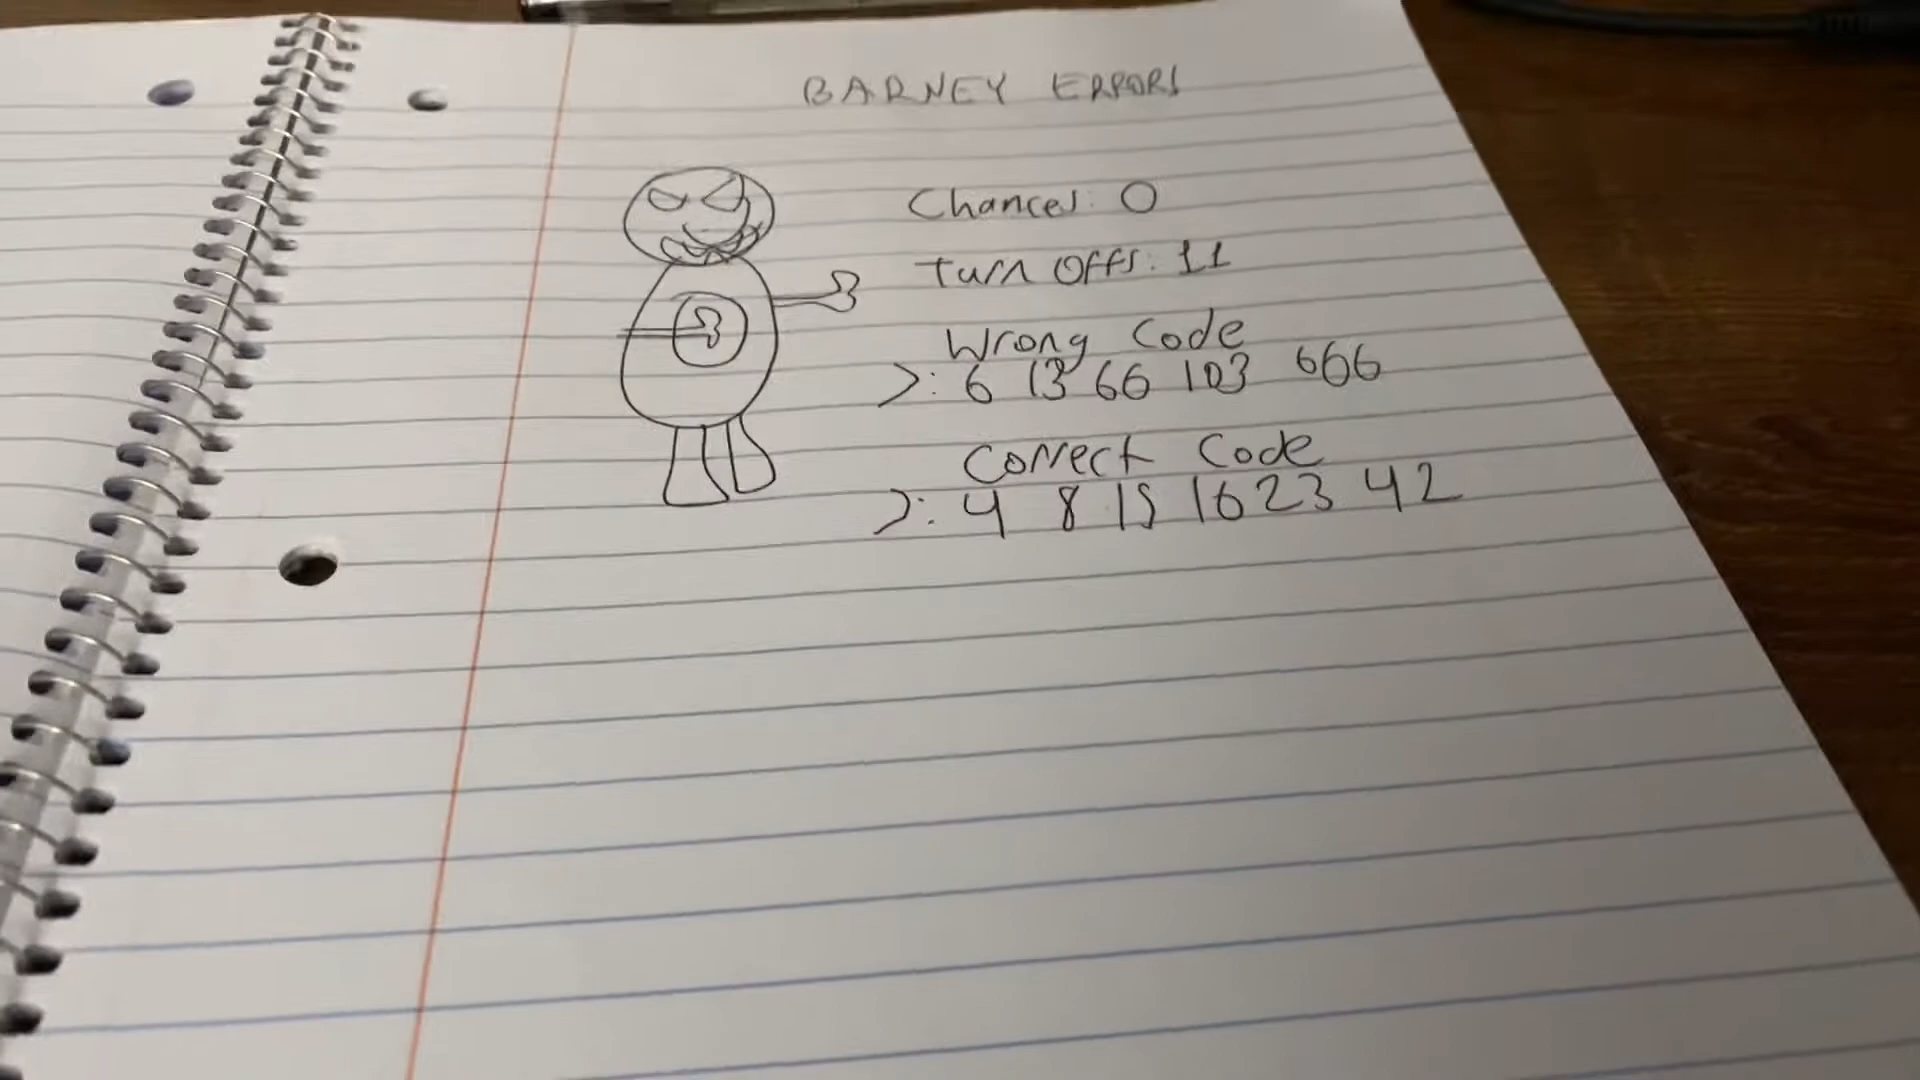 BARNEY ERRORS
Chances: 0
Turn Offs: 11
Wrong Code
>: 6 13 66 103 666
Correct Code
>: 4 8 15 16 23 42